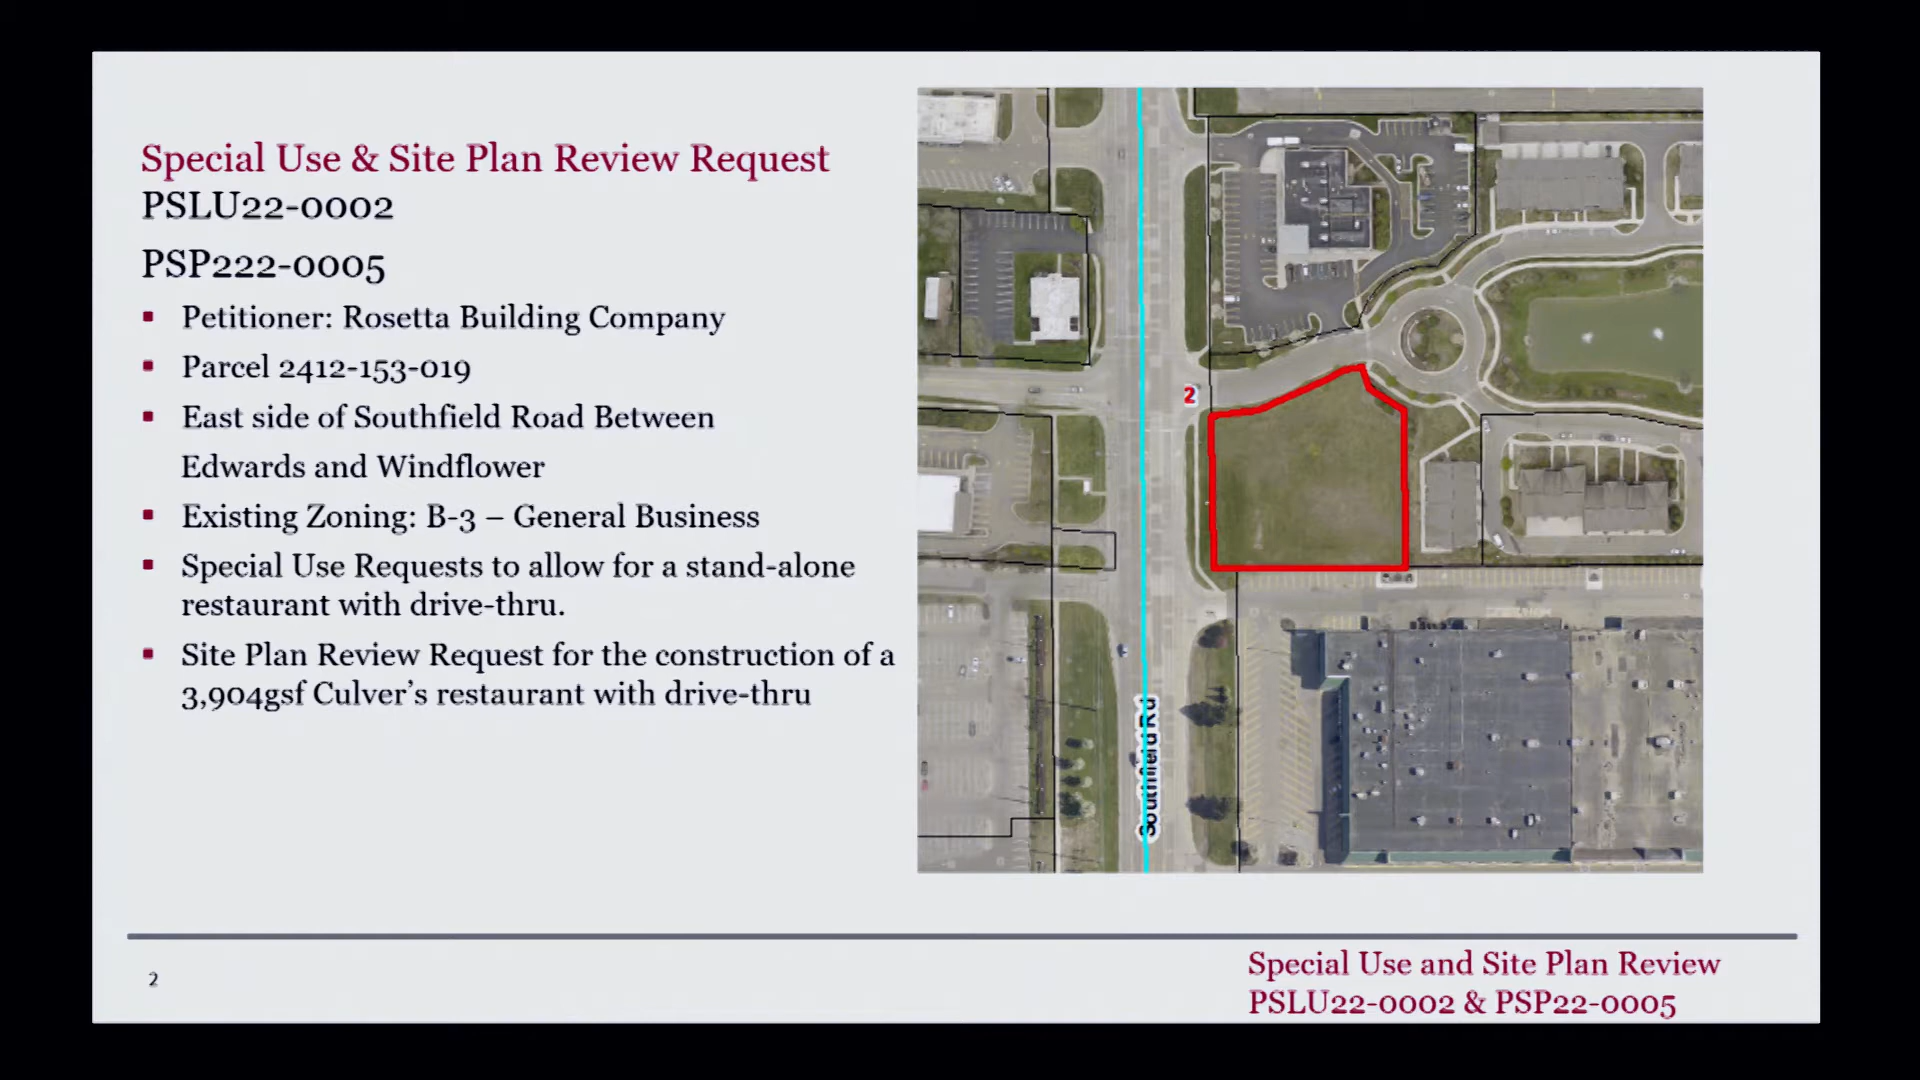 Special Use & Site Plan Review Request
PSLU22-0002
PSP222-0005
▪ Petitioner: Rosetta Building Company
▪ Parcel 2412-153-019
▪ East side of Southfield Road Between
Edwards and Windflower
▪ Existing Zoning: B-3 – General Business
▪ Special Use Requests to allow for a stand-alone
restaurant with drive-thru.
▪ Site Plan Review Request for the construction of a
3,904gsf Culver's restaurant with drive-thru
2
Southfield Rd
2
Special Use and Site Plan Review
PSLU22-0002 & PSP22-0005